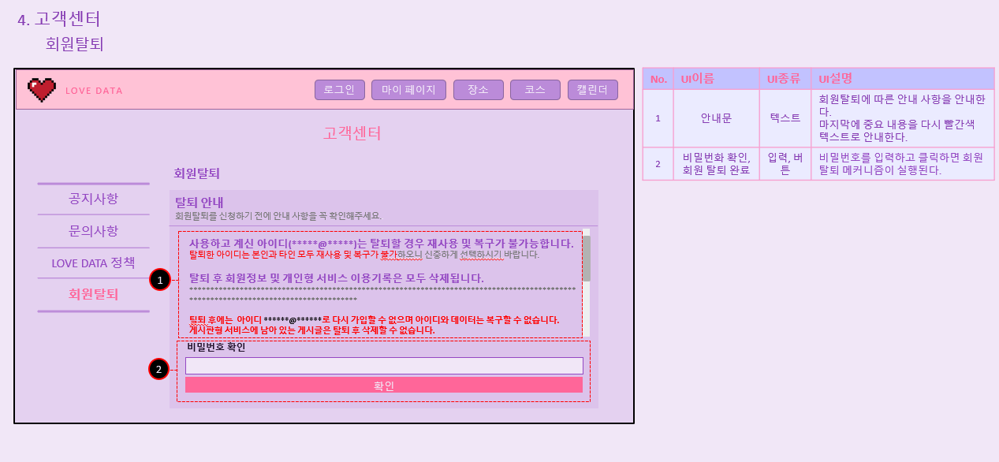 4. 고객센터
회원탈퇴
LOVE DATA
로그인
마이 페이지
장소
코스
캘린더
고객센터
공지사항
문의사항
LOVE DATA 정책
회원탈퇴
회원탈퇴
탈퇴 안내
회원탈퇴를 신청하기 전에 안내 사항을 꼭 확인해주세요.
1
사용하고 계신 아이디(*****@*****)는 탈퇴할 경우 재사용 및 복구가 불가능합니다.
탈퇴한 아이디는 본인과 타인 모두 재사용 및 복구가 불가하오니 신중하게 선택하시기 바랍니다.
탈퇴 후 회원정보 및 개인형 서비스 이용기록은 모두 삭제됩니다.
탈퇴 후에는 아이디 ******@******로 다시 가입할 수 없으며 아이디와 데이터는 복구할 수 없습니다.
게시판형 서비스에 남아 있는 게시글은 탈퇴 후 삭제할 수 없습니다.
2
비밀번호 확인
확인
No. UI이름 UI종류 UI설명
1 안내문 텍스트
회원탈퇴에 따른 안내 사항을 안내한
다.
마지막에 중요 내용을 다시 빨간색
텍스트로 안내한다.
2
비밀번화 확인,
회원 탈퇴 완료
입력, 버
튼
비밀번호를 입력하고 클릭하면 회원
탈퇴 메커니즘이 실행된다.